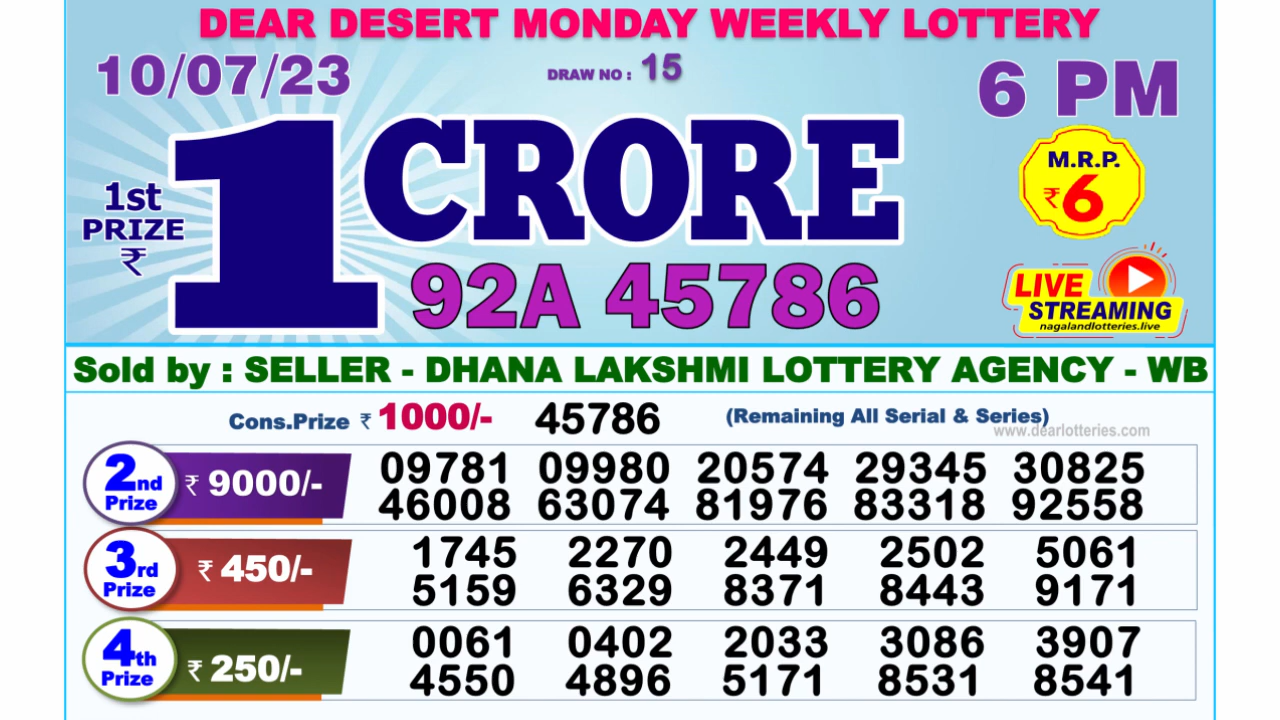 DEAR DESERT MONDAY WEEKLY LOTTERY
10/07/23
DRAW NO : 15
6 PM
1st
PRIZE
₹
1 CRORE
M.R.P.
₹6
92A 45786
LIVE
STREAMING
nagalandlotteries.live
Sold by : SELLER - DHANA LAKSHMI LOTTERY AGENCY - WB
Cons.Prize ₹ 1000/- 45786 (Remaining All Serial & Series)
www.dearlotteries.com
2nd Prize ₹ 9000/-
09781 09980 20574 29345 30825
46008 63074 81976 83318 92558
3rd Prize ₹ 450/-
1745 2270 2449 2502 5061
5159 6329 8371 8443 9171
4th Prize ₹ 250/-
0061 0402 2033 3086 3907
4550 4896 5171 8531 8541